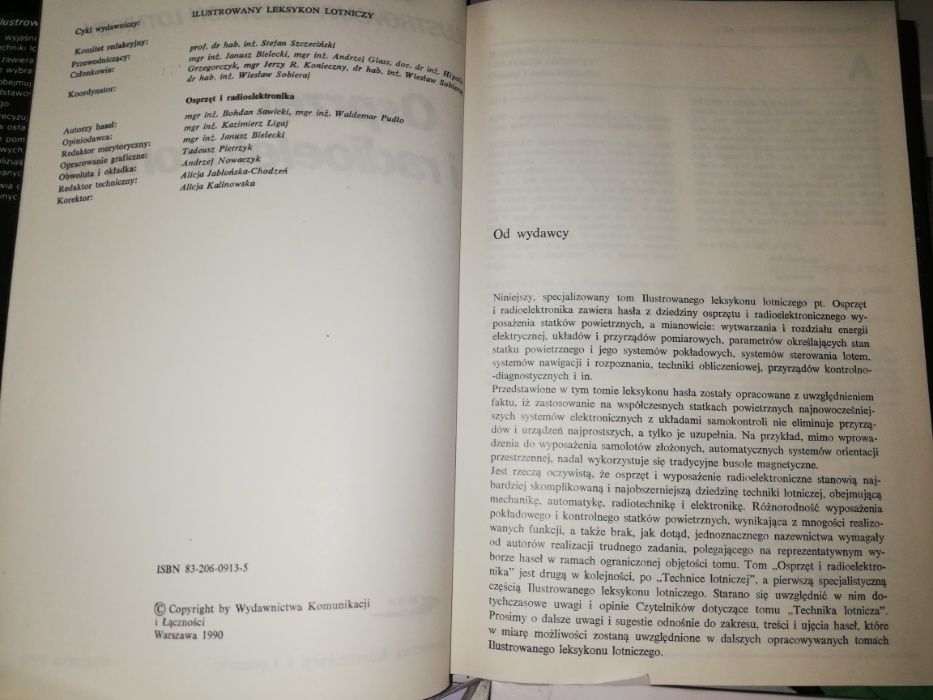 Cykl wydawniczy:
ILUSTROWANY LEKSYKON LOTNICZY
Komitet redakcyjny:
Przewodniczący:
prof. dr hab. inż. Stefan Szczeciński
Członkowie:
mgr inż. Janusz Bielecki, mgr inż. Andrzej Glass, doc. dr inż.
Grzegorczyk, mgr Jerzy R. Konieczny, dr hab. inż. Wiesław Sobieraj
Koordynator:
dr hab. inż. Wiesław Sobieraj
Osprzęt i radioelektronika
Autorzy haseł:
mgr inż. Bohdan Sawicki, mgr inż. Waldemar Pudło
Opiniodawca:
mgr inż. Kazimierz Ligaj
Redaktor merytoryczny:
mgr inż. Janusz Bielecki
Opracowanie graficzne:
Tadeusz Pietrzyk
Obwoluta i okładka:
Andrzej Nowaczyk
Redaktor techniczny:
Alicja Jabłońska-Chodzeń
Korektor:
Alicja Kalinowska
ISBN 83-206-0913-5
© Copyright by Wydawnictwa Komunikacji
i Łączności
Warszawa 1990
Od wydawcy
Niniejszy, specjalizowany tom Ilustrowanego leksykonu lotniczego pt. Osprzęt
i radioelektronika zawiera hasła z dziedziny osprzętu i radioelektronicznego wy-
posażenia statków powietrznych, a mianowicie: wytwarzania i rozdziału energii
elektrycznej, układów i przyrządów pomiarowych, parametrów określających stan
statku powietrznego i jego systemów pokładowych, systemów sterowania lotem,
systemów nawigacji i rozpoznania, techniki obliczeniowej, przyrządów kontrolno-
-diagnostycznych i in.
Przedstawione w tym tomie leksykonu hasła zostały opracowane z uwzględnieniem
faktu, iż zastosowanie na współczesnych statkach powietrznych najnowocześniej-
szych systemów elektronicznych z układami samokontroli nie eliminuje przyrzą-
dów i urządzeń najprostszych, a tylko je uzupełnia. Na przykład, mimo wprowa-
dzenia do wyposażenia samolotów złożonych, automatycznych systemów orientacji
przestrzennej, nadal wykorzystuje się tradycyjne busole magnetyczne.
Jest rzeczą oczywistą, że osprzęt i wyposażenie radioelektroniczne stanowią naj-
bardziej skomplikowaną i najobszerniejszą dziedzinę techniki lotniczej, obejmującą
mechanikę, automatykę, radiotechnikę i elektronikę. Różnorodność wyposażenia
pokładowego i kontrolnego statków powietrznych, wynikająca z mnogości realizo-
wanych funkcji, a także brak, jak dotąd, jednoznacznego nazewnictwa wymagały
od autorów realizacji trudnego zadania, polegającego na reprezentatywnym wy-
borze haseł w ramach ograniczonej objętości tomu. Tom „Osprzęt i radioelektro-
nika” jest drugą w kolejności, po „Technice lotniczej”, a pierwszą specjalistyczną
częścią Ilustrowanego leksykonu lotniczego. Starano się uwzględnić w nim do-
tychczasowe uwagi i opinie Czytelników dotyczące tomu „Technika lotnicza”.
Prosimy o dalsze uwagi i sugestie odnośnie do zakresu, treści i ujęcia haseł, które
w miarę możliwości zostaną uwzględnione w dalszych opracowywanych tomach
Ilustrowanego leksykonu lotniczego.